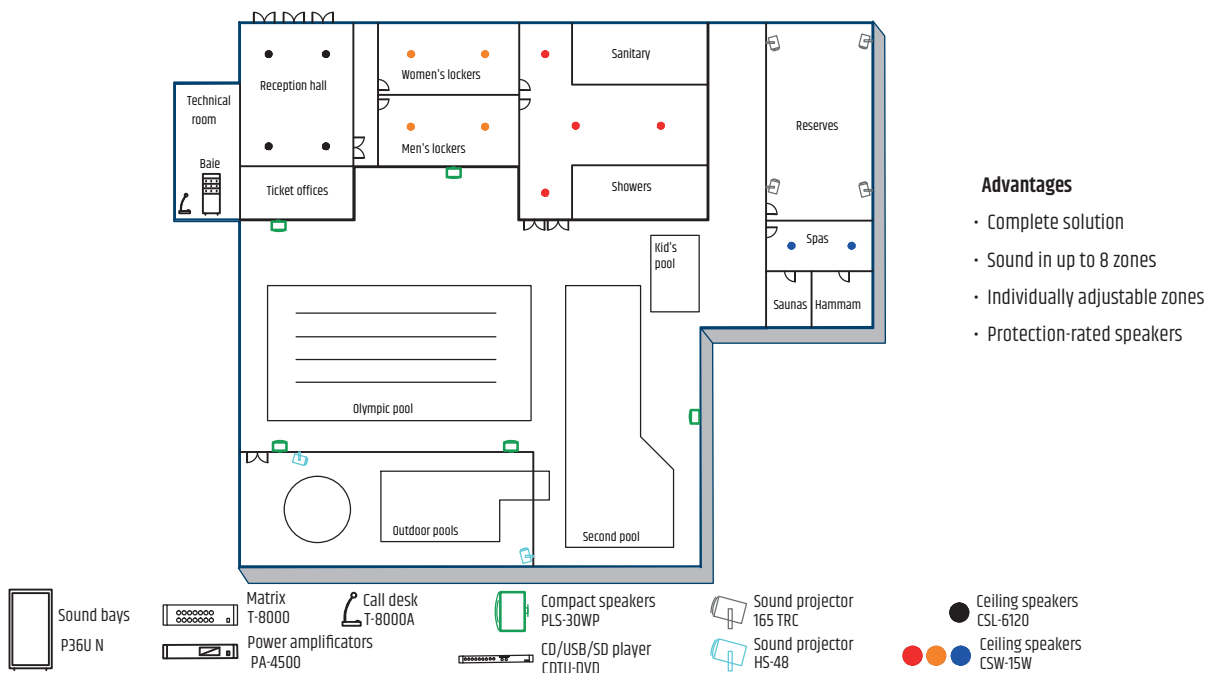 Sanitary
Women's lockers
Reception hall
Technical
room
Reserves
Men's lockers
Baie
Ticket offices
Showers
Kid's
pool
Spas
Saunas
Hammam
Olympic pool
Outdoor pools
Second pool
Advantages
· Complete solution
· Sound in up to 8 zones
· Individually adjustable zones
· Protection-rated speakers
Sound bays
P36U N
Matrix
T-8000
Power amplificators
PA-4500
Call desk
T-8000A
Compact speakers
PLS-30WP
CD/USB/SD player
CDTU-DVD
Sound projector
165 TRC
Sound projector
HS-48
Ceiling speakers
CSL-6120
Ceiling speakers
CSW-15W